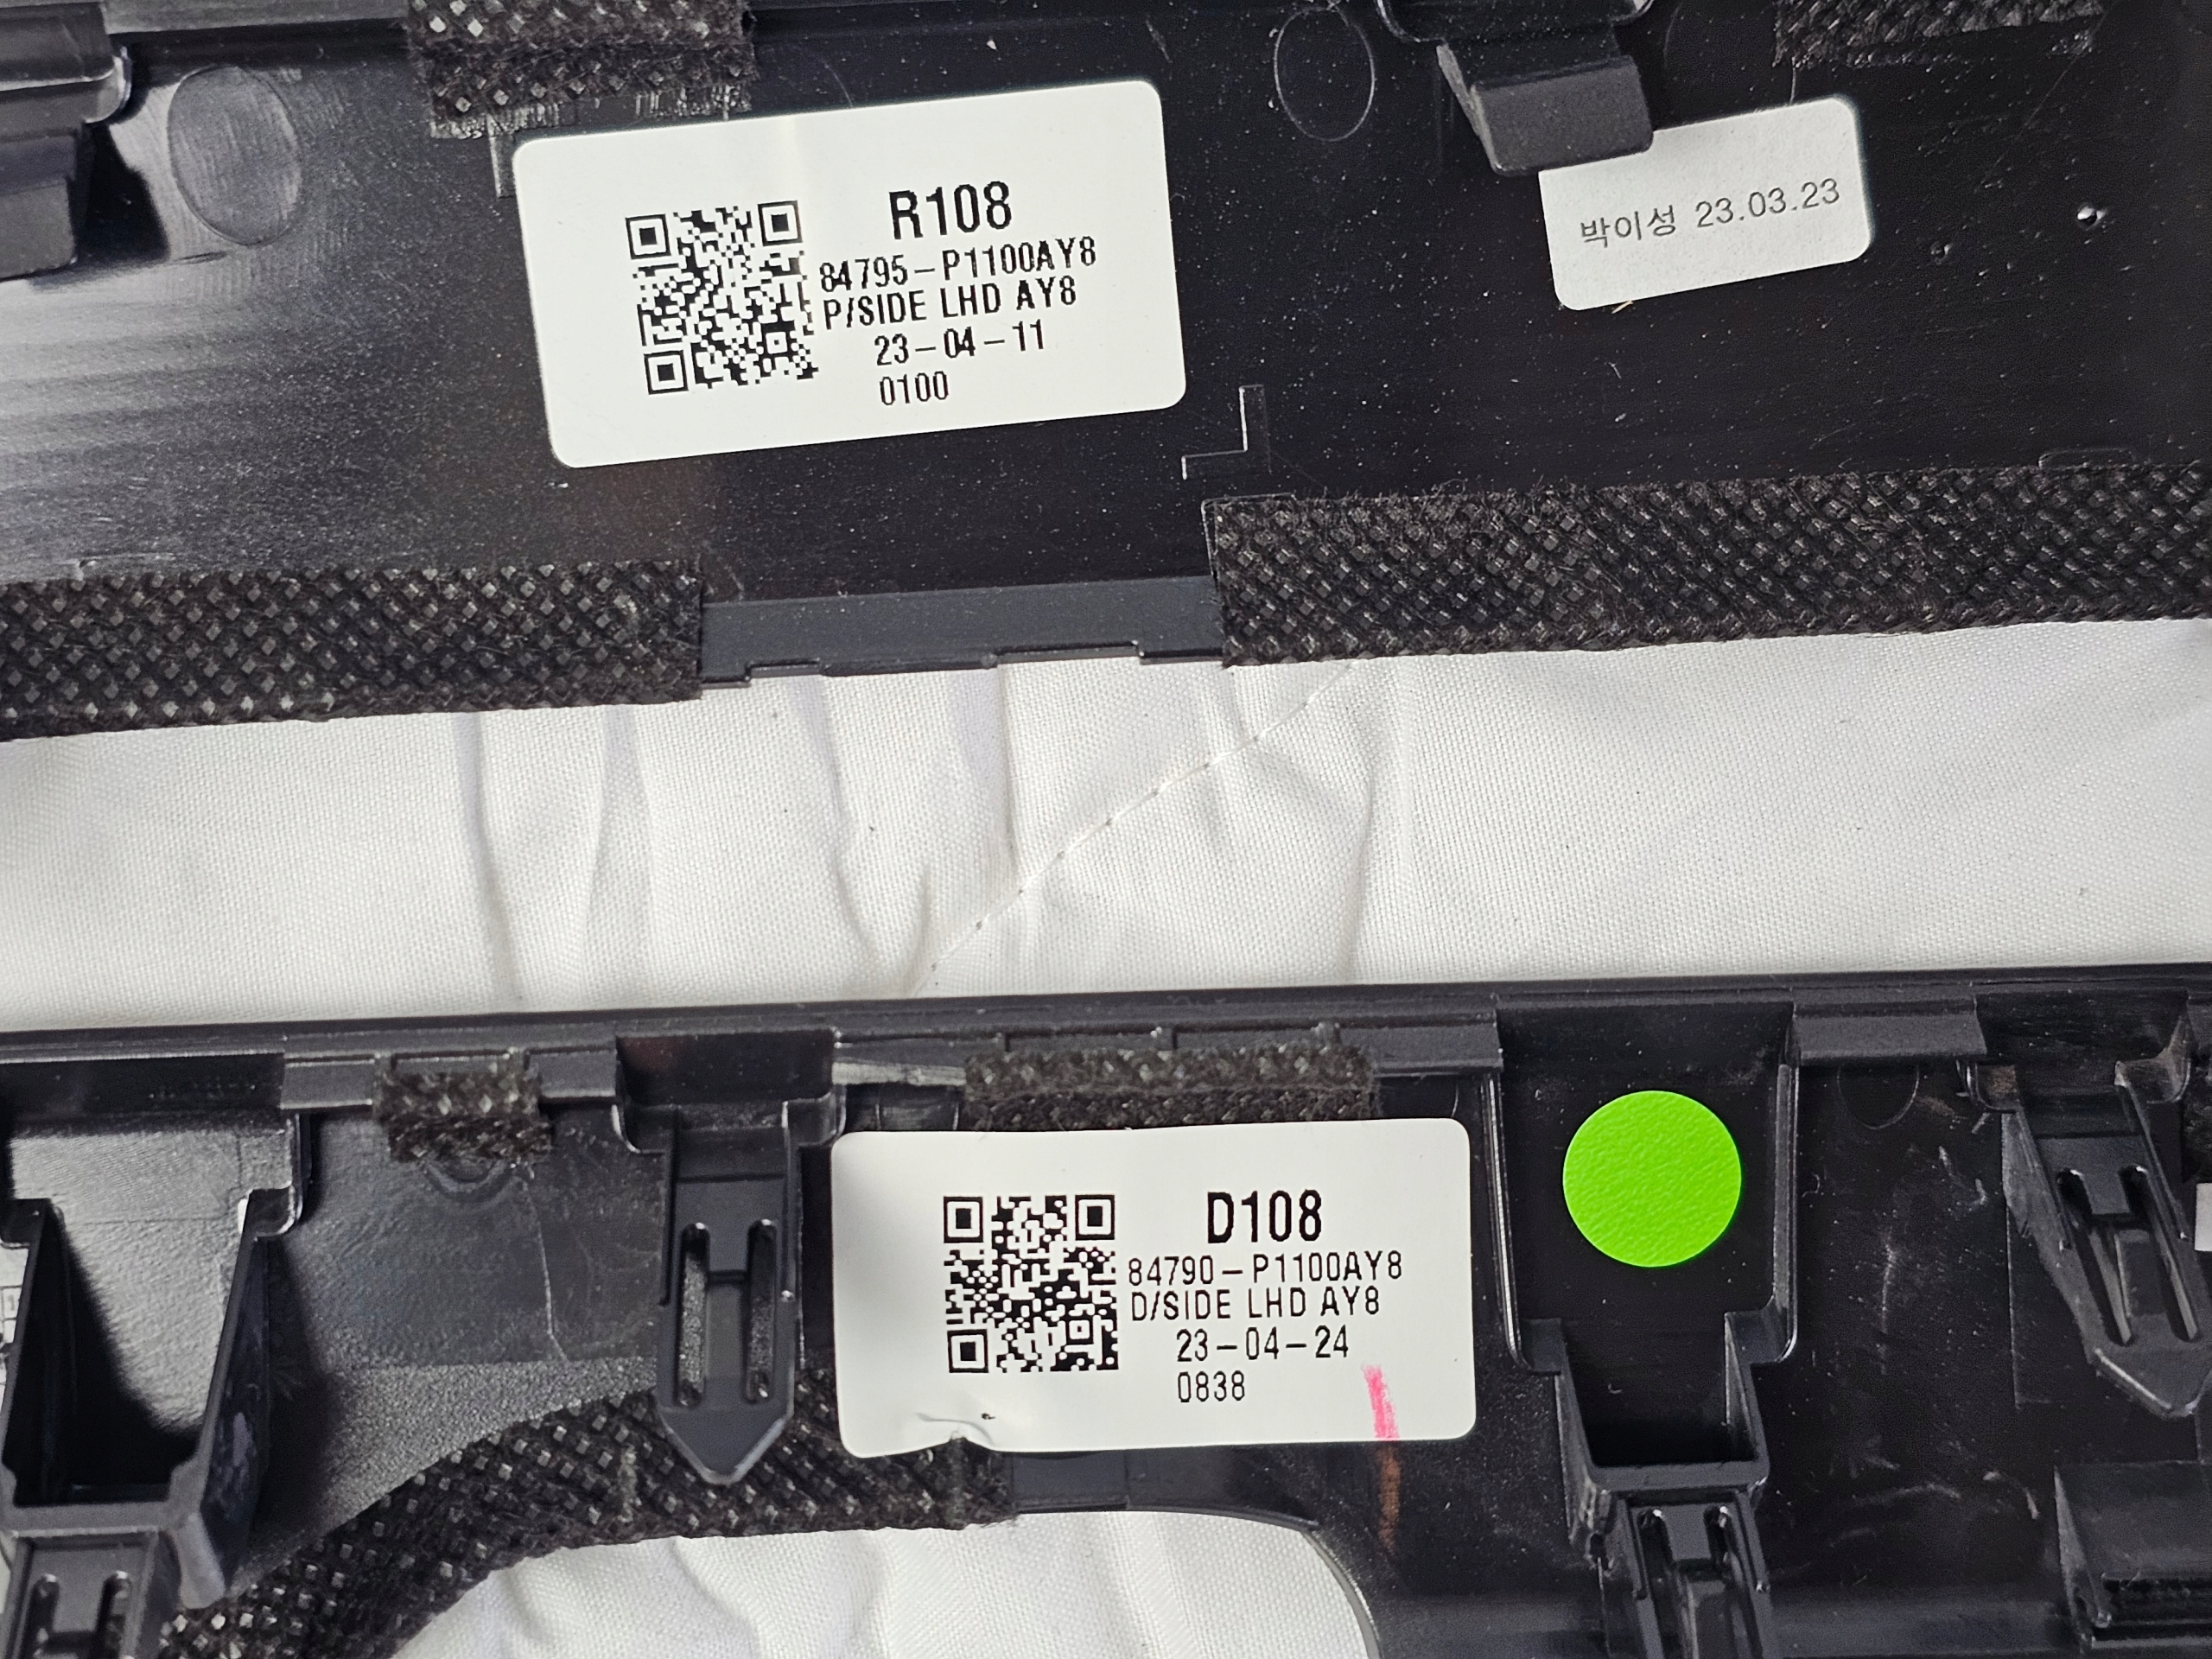 R108
84795-P1100AY8
P/SIDE LHD AY8
23-04-11
0100
박이성 23.03.23
D108
84790-P1100AY8
D/SIDE LHD AY8
23-04-24
0838